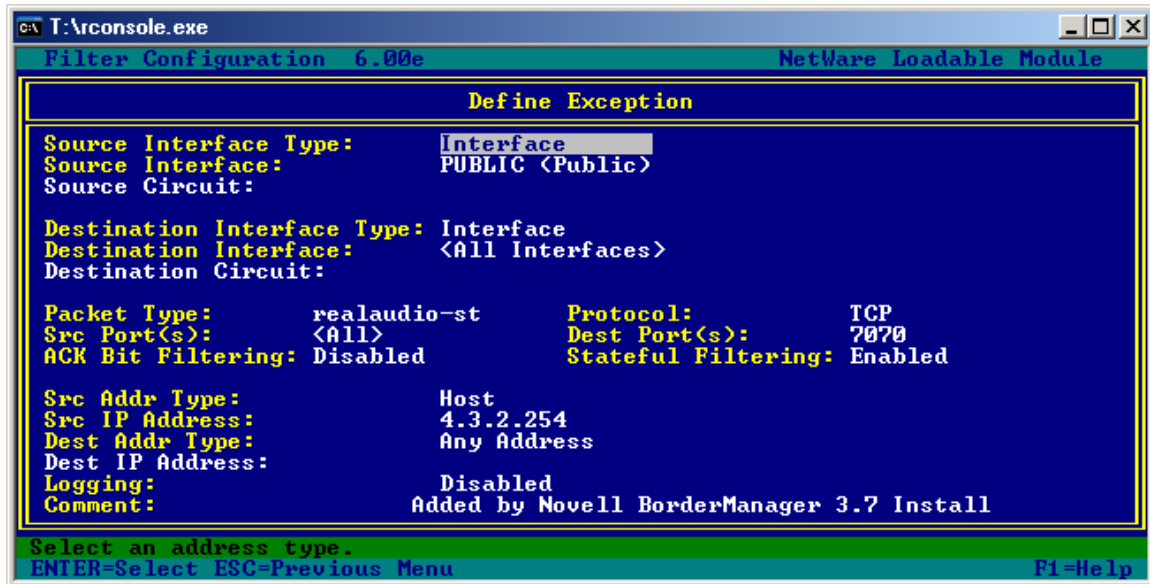 T:\rconsole.exe
Filter Configuration 6.00e NetWare Loadable Module
Define Exception
Source Interface Type: Interface
Source Interface: PUBLIC <Public>
Source Circuit:
Destination Interface Type: Interface
Destination Interface: <All Interfaces>
Destination Circuit:
Packet Type: realaudio-st Protocol: TCP
Src Port(s): <All> Dest Port(s): 7070
ACK Bit Filtering: Disabled Stateful Filtering: Enabled
Src Addr Type: Host
Src IP Address: 4.3.2.254
Dest Addr Type: Any Address
Dest IP Address:
Logging: Disabled
Comment: Added by Novell BorderManager 3.7 Install
Select an address type.
ENTER=Select ESC=Previous Menu F1=Help